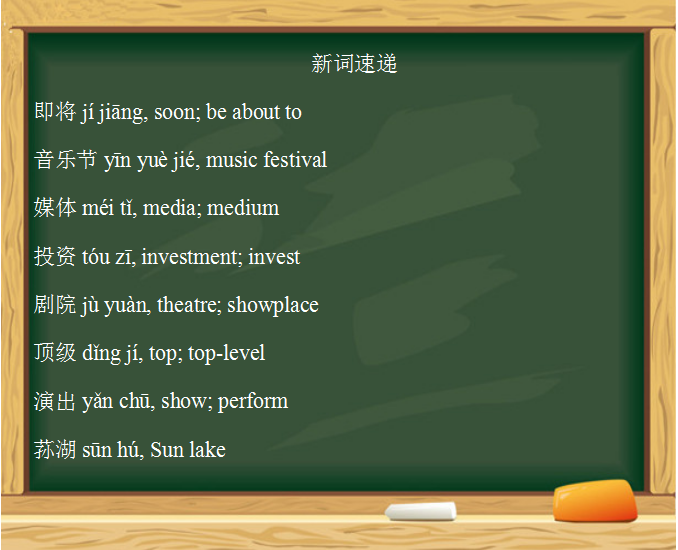 新词速递
即将 jí jiāng, soon; be about to
音乐节 yīn yuè jié, music festival
媒体 méi tǐ, media; medium
投资 tóu zī, investment; invest
剧院 jù yuàn, theatre; showplace
顶级 dǐng jí, top; top-level
演出 yǎn chū, show; perform
荪湖 sūn hú, Sun lake